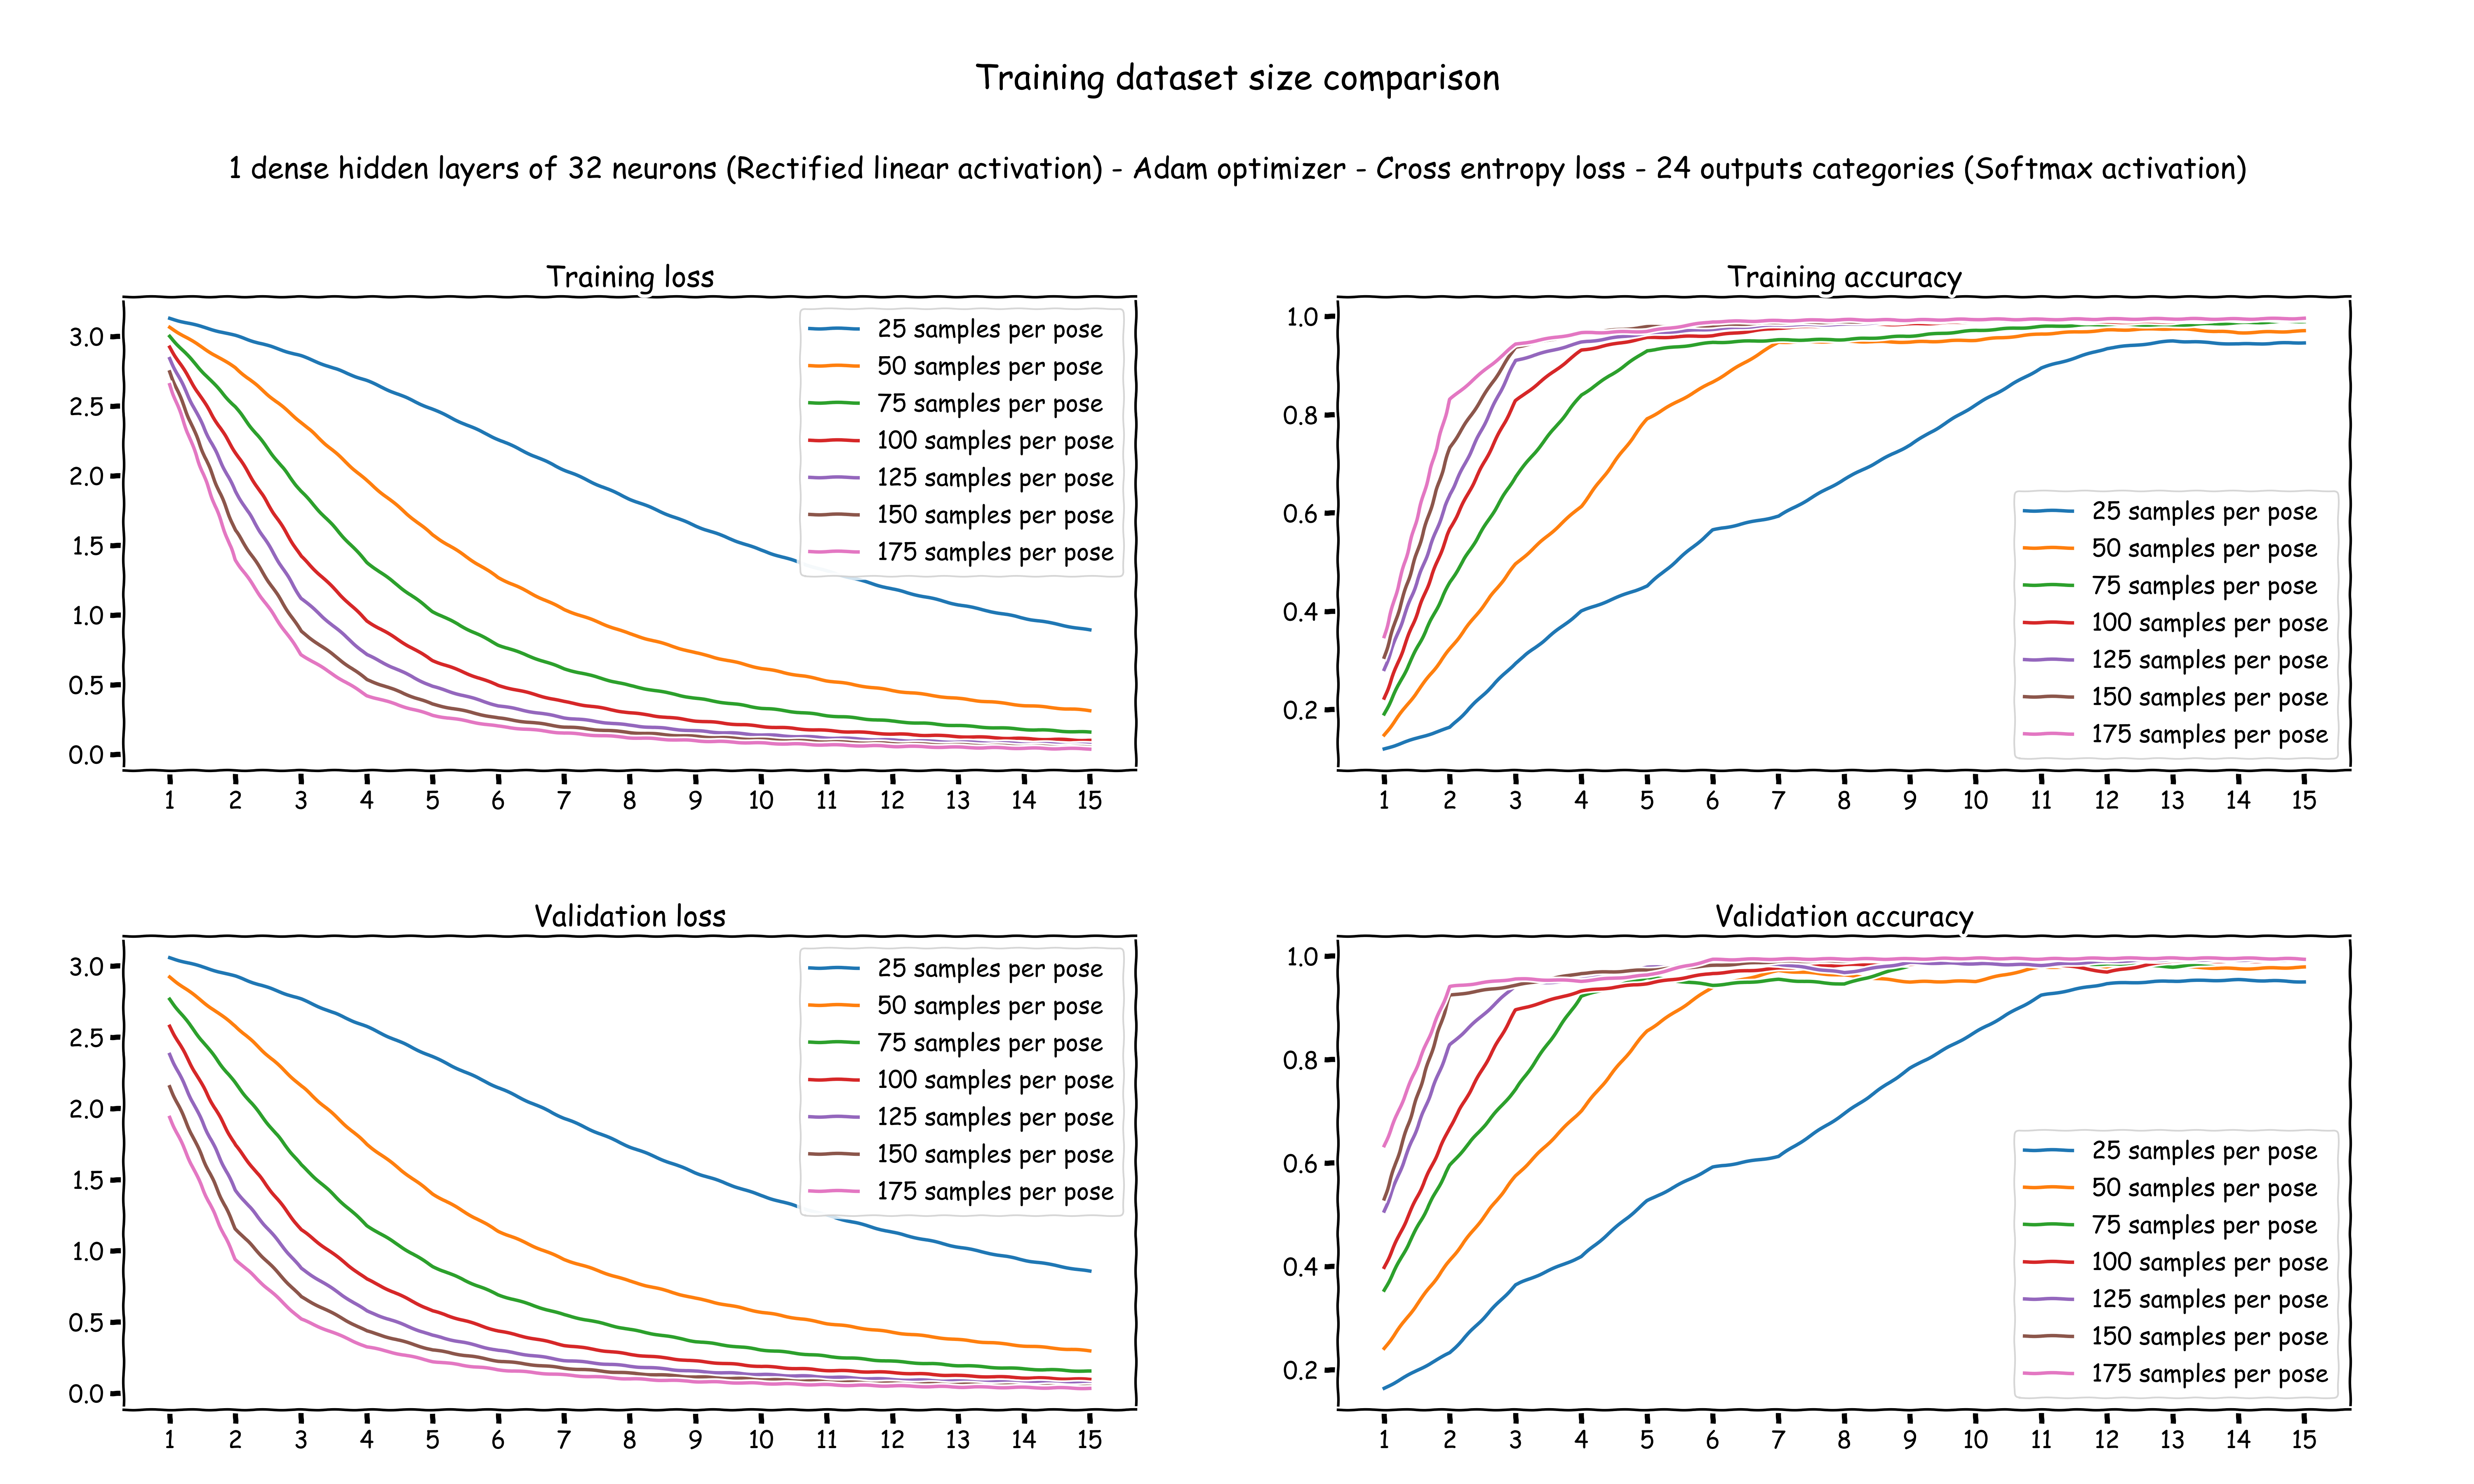 Training dataset size comparison
1 dense hidden layers of 32 neurons (Rectified linear activation) - Adam optimizer - Cross entropy loss - 24 outputs categories (Softmax activation)
Training loss
3.0
2.5
2.0
1.5
1.0
0.5
0.0
25 samples per pose
50 samples per pose
75 samples per pose
100 samples per pose
125 samples per pose
150 samples per pose
175 samples per pose
1 2 3 4 5 6 7 8 9 10 11 12 13 14 15
Training accuracy
1.0
0.8
0.6
0.4
0.2
25 samples per pose
50 samples per pose
75 samples per pose
100 samples per pose
125 samples per pose
150 samples per pose
175 samples per pose
1 2 3 4 5 6 7 8 9 10 11 12 13 14 15
Validation loss
3.0
2.5
2.0
1.5
1.0
0.5
0.0
25 samples per pose
50 samples per pose
75 samples per pose
100 samples per pose
125 samples per pose
150 samples per pose
175 samples per pose
1 2 3 4 5 6 7 8 9 10 11 12 13 14 15
Validation accuracy
1.0
0.8
0.6
0.4
0.2
25 samples per pose
50 samples per pose
75 samples per pose
100 samples per pose
125 samples per pose
150 samples per pose
175 samples per pose
1 2 3 4 5 6 7 8 9 10 11 12 13 14 15